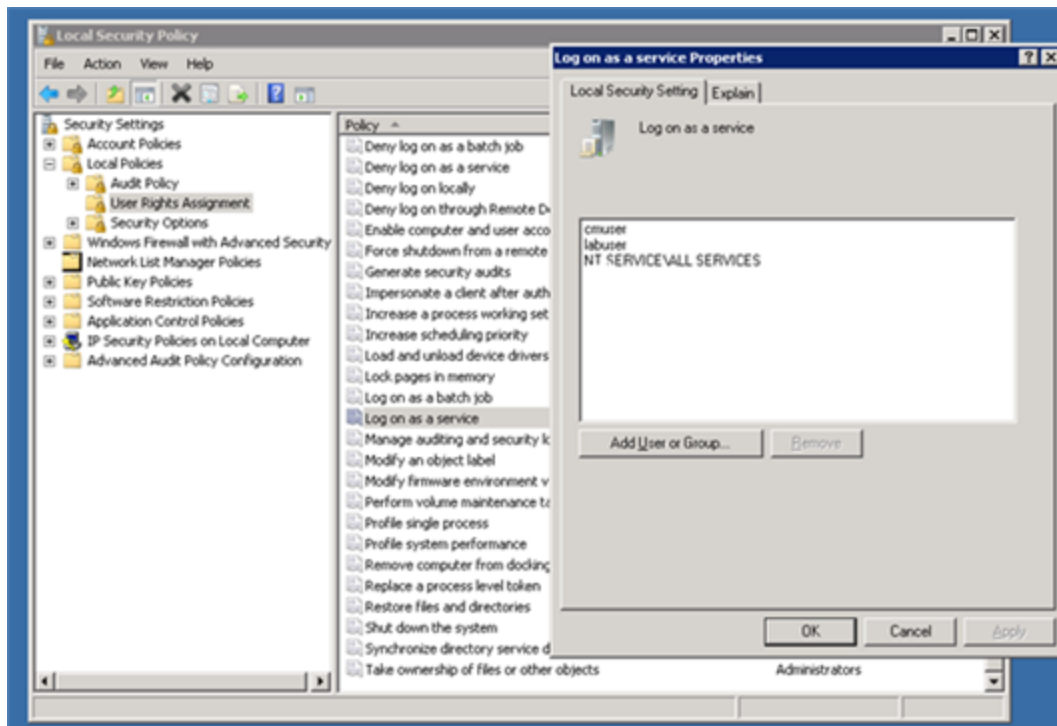 Local Security Policy
File Action View Help
Security Settings
Account Policies
Local Policies
Audit Policy
User Rights Assignment
Security Options
Windows Firewall with Advanced Security
Network List Manager Policies
Public Key Policies
Software Restriction Policies
Application Control Policies
IP Security Policies on Local Computer
Advanced Audit Policy Configuration
Policy
Deny log on as a batch job
Deny log on as a service
Deny log on locally
Deny log on through Remote D
Enable computer and user acco
Force shutdown from a remote
Generate security audits
Impersonate a client after auth
Increase a process working set
Increase scheduling priority
Load and unload device drivers
Lock pages in memory
Log on as a batch job
Log on as a service
Manage auditing and security lo
Modify an object label
Modify firmware environment v
Perform volume maintenance ta
Profile single process
Profile system performance
Remove computer from docking
Replace a process level token
Restore files and directories
Shut down the system
Synchronize directory service d
Take ownership of files or other objects Administrators
Log on as a service Properties
Local Security Setting Explain
Log on as a service
cmuser
labuser
NT SERVICE\ALL SERVICES
Add User or Group... Remove
OK Cancel Apply